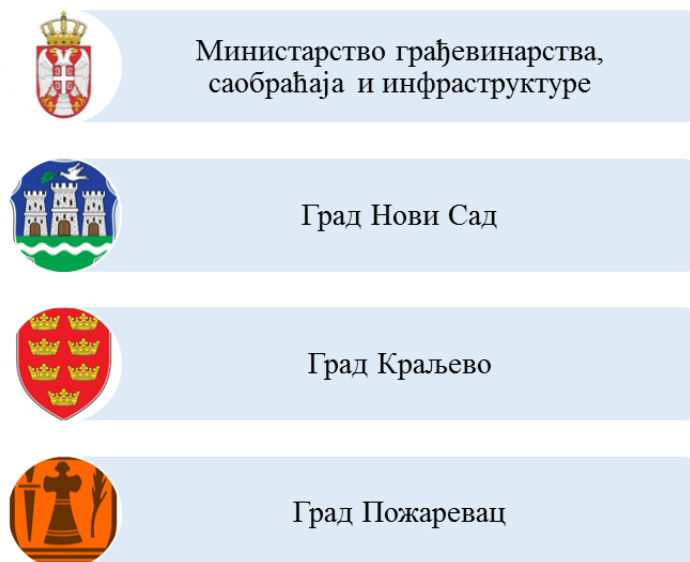 Министарство грађевинарства,
саобраћаја и инфраструктуре
Град Нови Сад
Град Краљево
Град Пожаревац